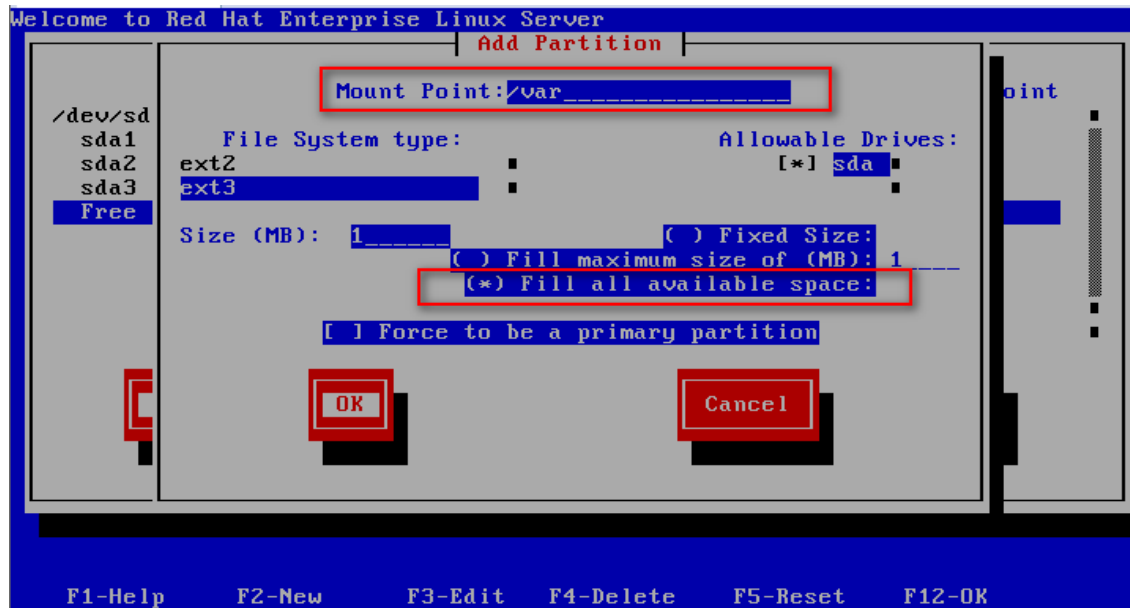 Welcome to Red Hat Enterprise Linux Server
Add Partition
Mount Point:/var_________________
oint
/dev/sd
sda1
File System type:
Allowable Drives:
sda2
ext2
[*] sda
sda3
ext3
Free
Size (MB): 1______
( ) Fixed Size:
( ) Fill maximum size of (MB): 1____
(*) Fill all available space:
[ ] Force to be a primary partition
OK
Cancel
F1-Help F2-New F3-Edit F4-Delete F5-Reset F12-OK